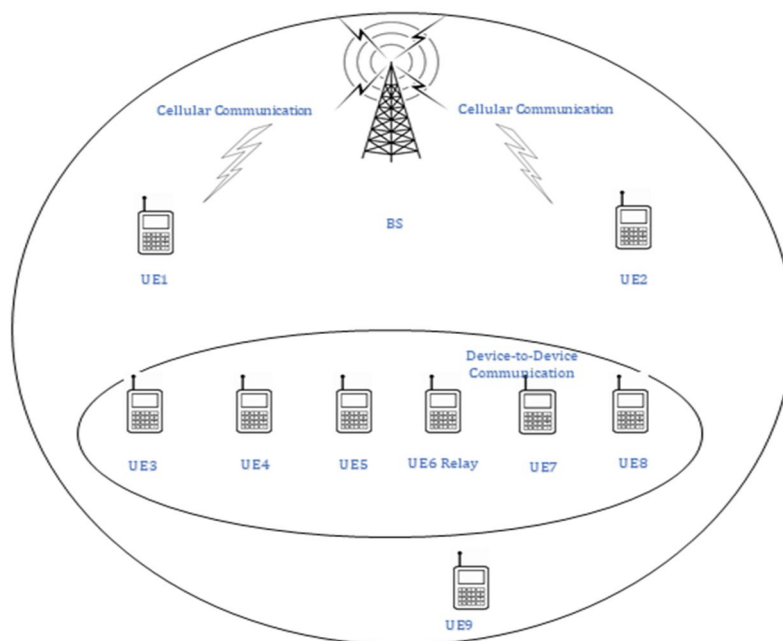 Cellular Communication
Cellular Communication
BS
UE1
UE2
Device-to-Device
Communication
UE3
UE4
UE5
UE6 Relay
UE7
UE8
UE9